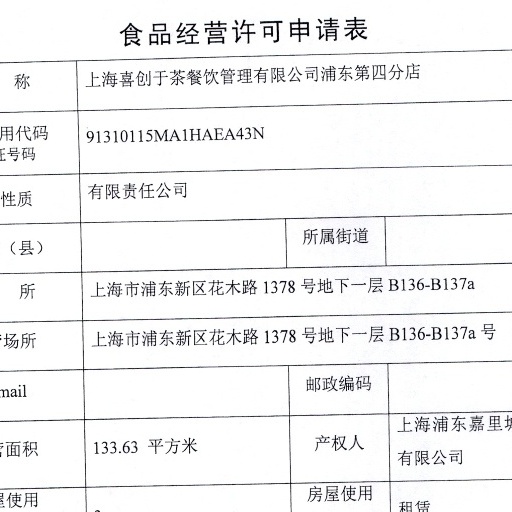 食品经营许可申请表
称 上海喜创于茶餐饮管理有限公司浦东第四分店
用代码
证号码
91310115MA1HAEA43N
性质 有限责任公司
（县） 所属街道
所 上海市浦东新区花木路 1378 号地下一层 B136-B137a
场所 上海市浦东新区花木路 1378 号地下一层 B136-B137a 号
mail 邮政编码
面积 133.63 平方米 产权人
上海浦东嘉里城
有限公司
屋使用 房屋使用
租赁